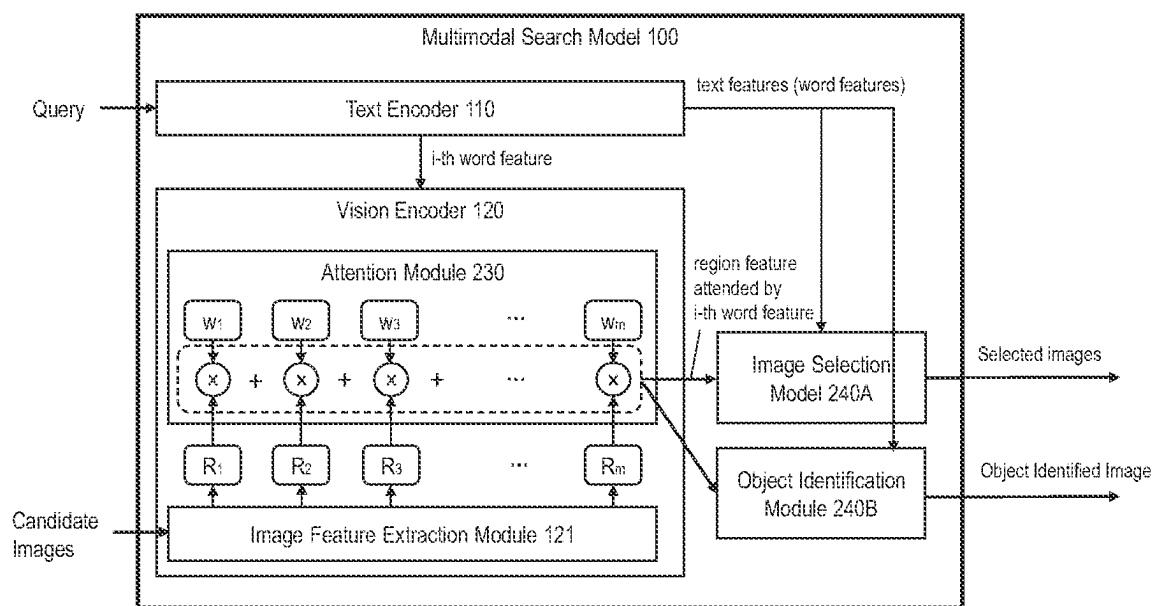 Multimodal Search Model 100
text features (word features)
Query
Text Encoder 110
i-th word feature
Vision Encoder 120
Attention Module 230
region feature
attended by
i-th word feature
w1 w2 w3 ... wm
x + x + x + ... x
Image Selection
Model 240A
Selected images
R1 R2 R3 ... Rm
Object Identification
Module 240B
Object Identified Image
Candidate
Images
Image Feature Extraction Module 121